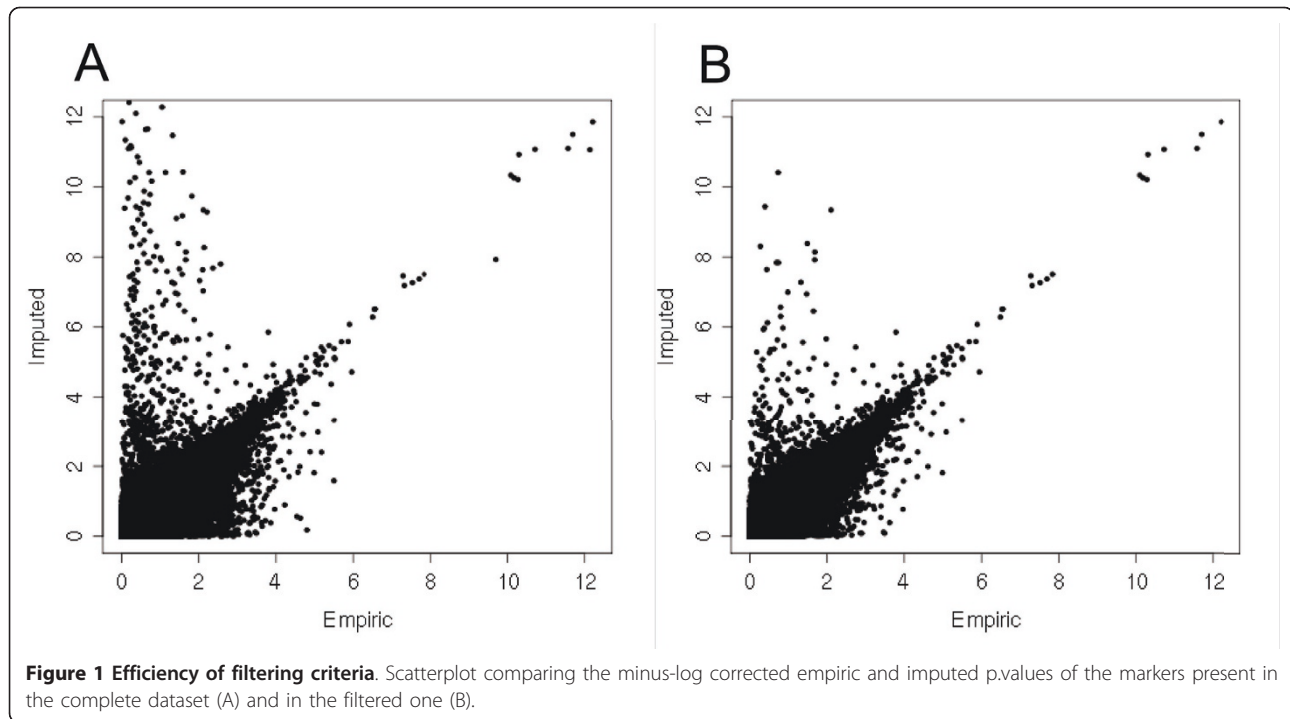 A
B
12
10
8
6
4
2
0
Imputed
0 2 4 6 8 10 12
Empiric
12
10
8
6
4
2
0
Imputed
0 2 4 6 8 10 12
Empiric
Figure 1 Efficiency of filtering criteria. Scatterplot comparing the minus-log corrected empiric and imputed p.values of the markers present in
the complete dataset (A) and in the filtered one (B).